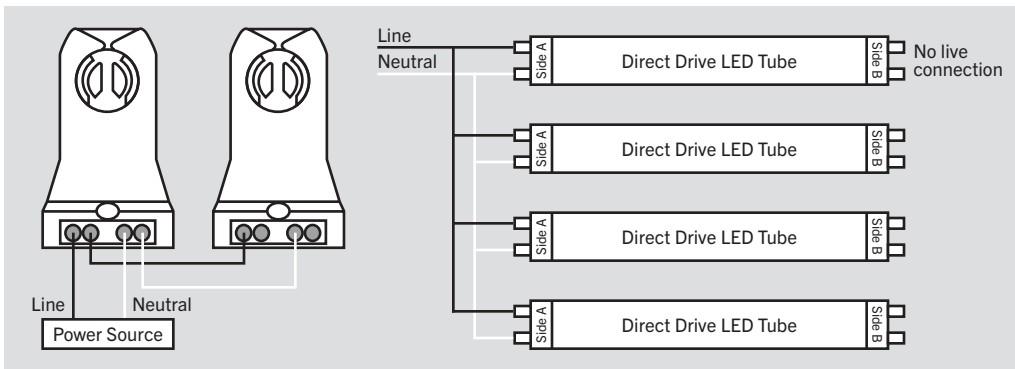 Line
Neutral
Power Source
Line
Neutral
Side A
Direct Drive LED Tube
Side B
No live
connection
Side A
Direct Drive LED Tube
Side B
Side A
Direct Drive LED Tube
Side B
Side A
Direct Drive LED Tube
Side B